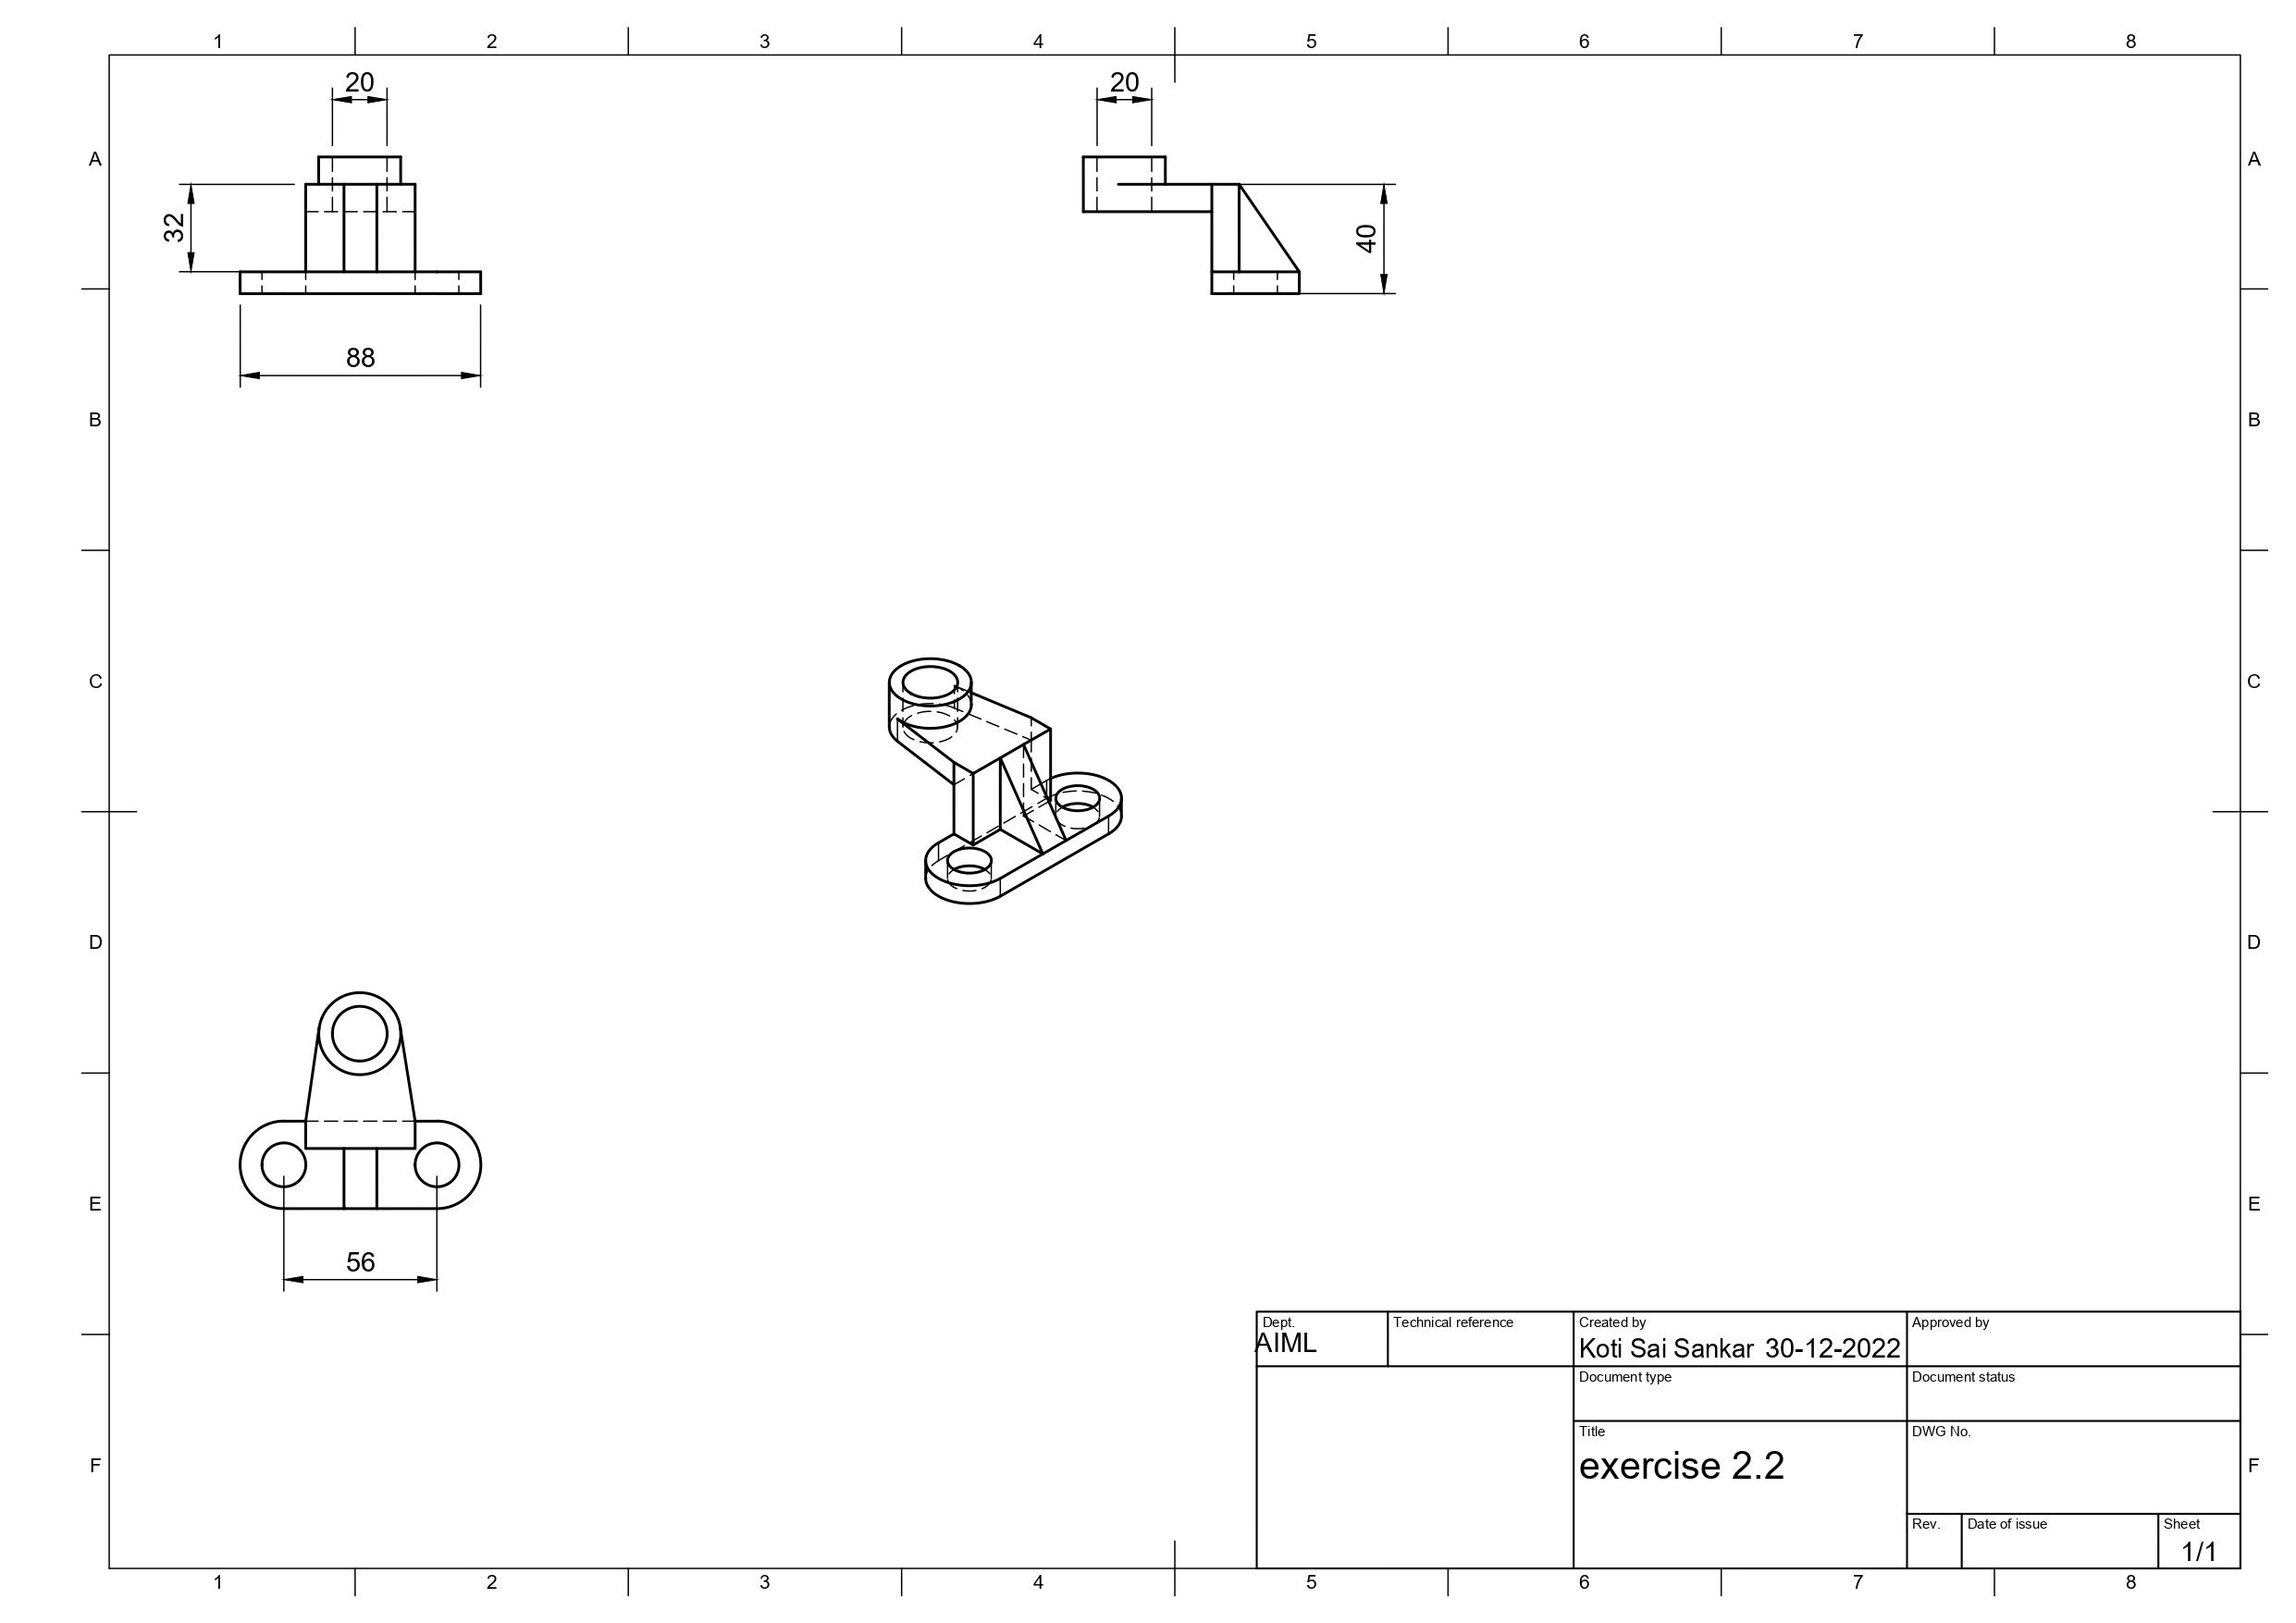 1 2 3 4 5 6 7 8
20 20
A A
32 40
88
B B
C C
D D
E E
56
Dept. Technical reference Created by Approved by
AIML Koti Sai Sankar 30-12-2022
Document type Document status
Title DWG No.
exercise 2.2
F F
Rev. Date of issue Sheet
1/1
1 2 3 4 5 6 7 8